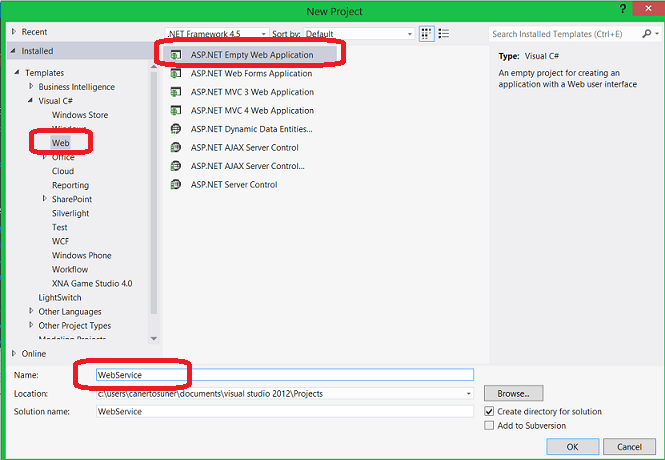 New Project
?
Recent
.NET Framework 4.5
Sort by: Default
Search Installed Templates (Ctrl+E)
Installed
Templates
Business Intelligence
Visual C#
Windows Store
Web
Office
Cloud
Reporting
SharePoint
Silverlight
Test
WCF
Windows Phone
Workflow
XNA Game Studio 4.0
LightSwitch
Other Languages
Other Project Types
Modeling Projects
Online
ASP.NET Empty Web Application
ASP.NET Web Forms Application
ASP.NET MVC 3 Web Application
ASP.NET MVC 4 Web Application
ASP.NET Dynamic Data Entities...
ASP.NET AJAX Server Control
ASP.NET AJAX Server Control...
ASP.NET Server Control
Type: Visual C#
An empty project for creating an
application with a Web user interface
Name: WebService
Location: c:\users\canertosuner\documents\visual studio 2012\Projects
Browse...
Solution name: WebService
Create directory for solution
Add to Subversion
OK
Cancel